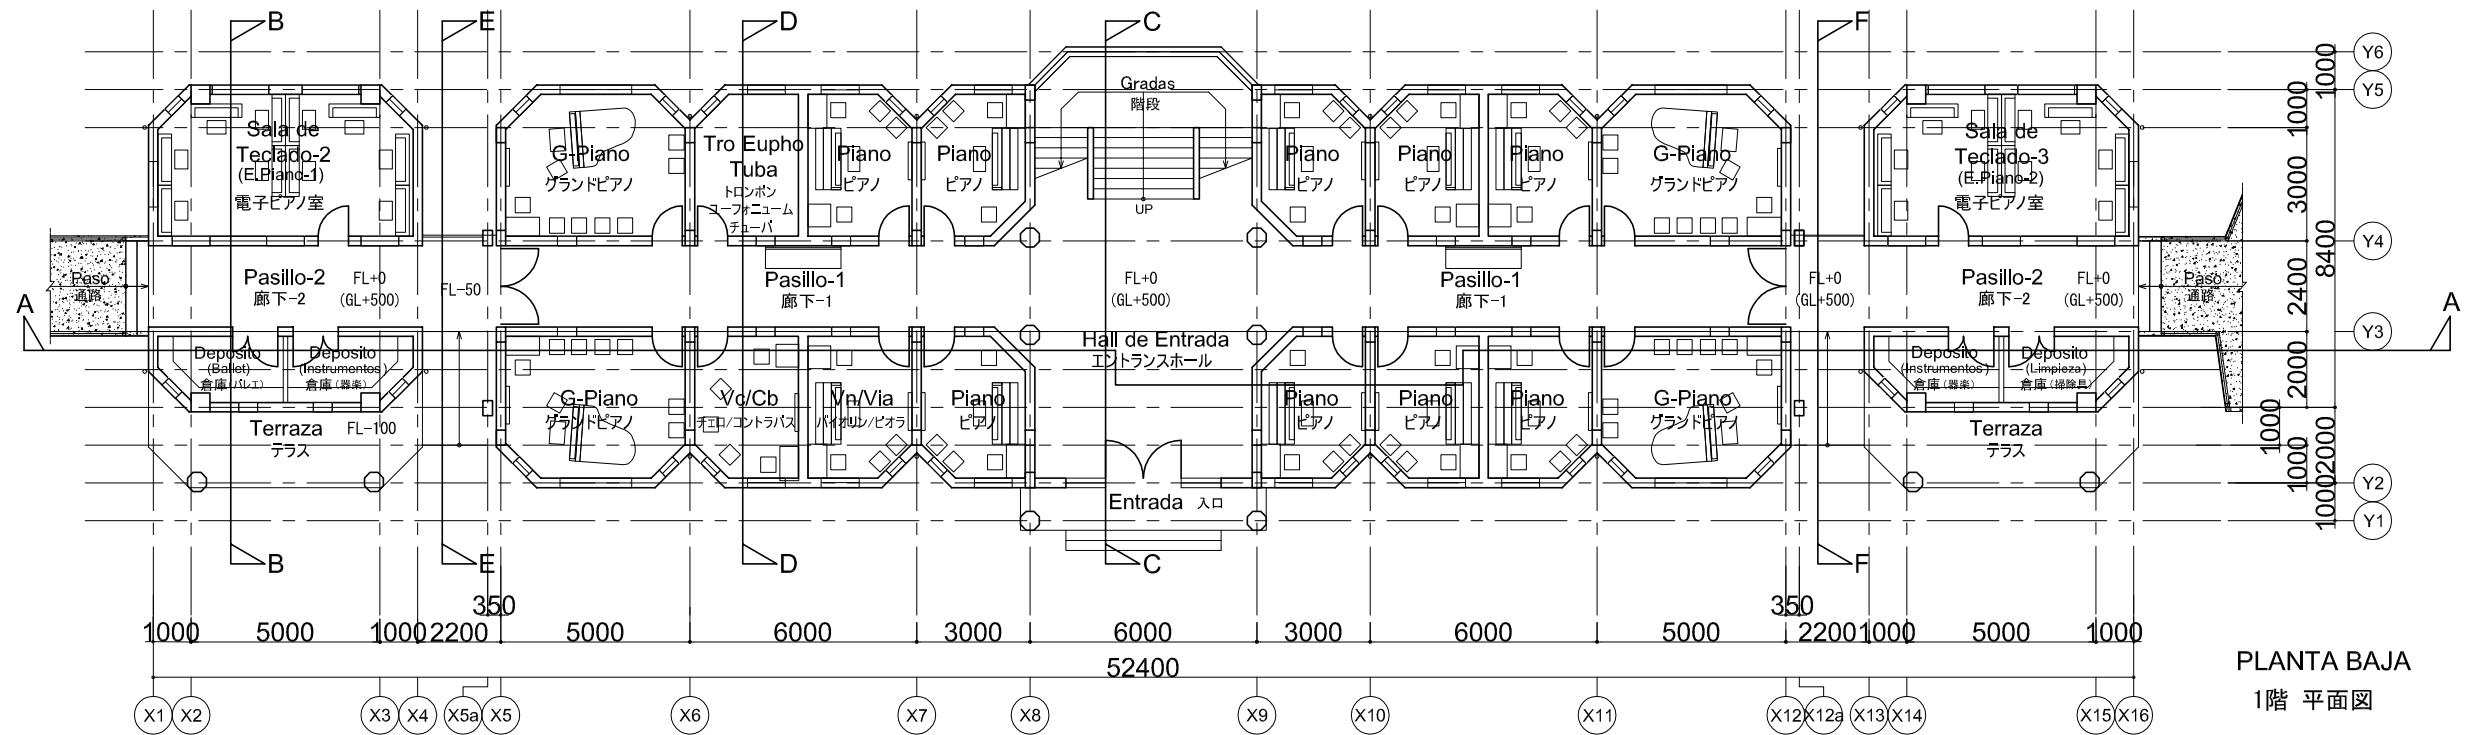 B
E
D
C
F
Y6
Y5
Y4
Y3
Y2
Y1
1000
1000
3000
8400
2400
2000
1000
1000
2000
1000
Gradas
階段
UP
Sala de
Teclado-2
(E.Piano-1)
電子ピアノ室
G-Piano
グランドピアノ
Tro Eupho
Tuba
トロンボン
ユーフォニューム
チューバ
Piano
ピアノ
Piano
ピアノ
Piano
ピアノ
Piano
ピアノ
Piano
ピアノ
G-Piano
グランドピアノ
Sala de
Teclado-3
(E.Piano-2)
電子ピアノ室
Paso
通路
Pasillo-2
廊下-2
FL+0
(GL+500)
FL-50
Pasillo-1
廊下-1
FL+0
(GL+500)
Pasillo-1
廊下-1
FL+0
(GL+500)
Pasillo-2
廊下-2
FL+0
(GL+500)
Paso
通路
A
A
Hall de Entrada
エントランスホール
Deposito
(Ballet)
倉庫(バレエ)
Deposito
(Instrumentos)
倉庫(器楽)
Deposito
(Instrumentos)
倉庫(器楽)
Deposito
(Limpieza)
倉庫(掃除具)
G-Piano
グランドピアノ
Vc/Cb
チェロ/コントラバス
Vn/Via
バイオリン/ビオラ
Piano
ピアノ
Piano
ピアノ
Piano
ピアノ
Piano
ピアノ
G-Piano
グランドピアノ
Terraza
テラス
FL-100
Terraza
テラス
Entrada 入口
B
E
D
C
F
350
350
1000
5000
1000
2200
5000
6000
3000
6000
3000
6000
5000
2200
1000
5000
1000
52400
X1
X2
X3
X4
X5a
X5
X6
X7
X8
X9
X10
X11
X12
X12a
X13
X14
X15
X16
PLANTA BAJA
1階 平面図